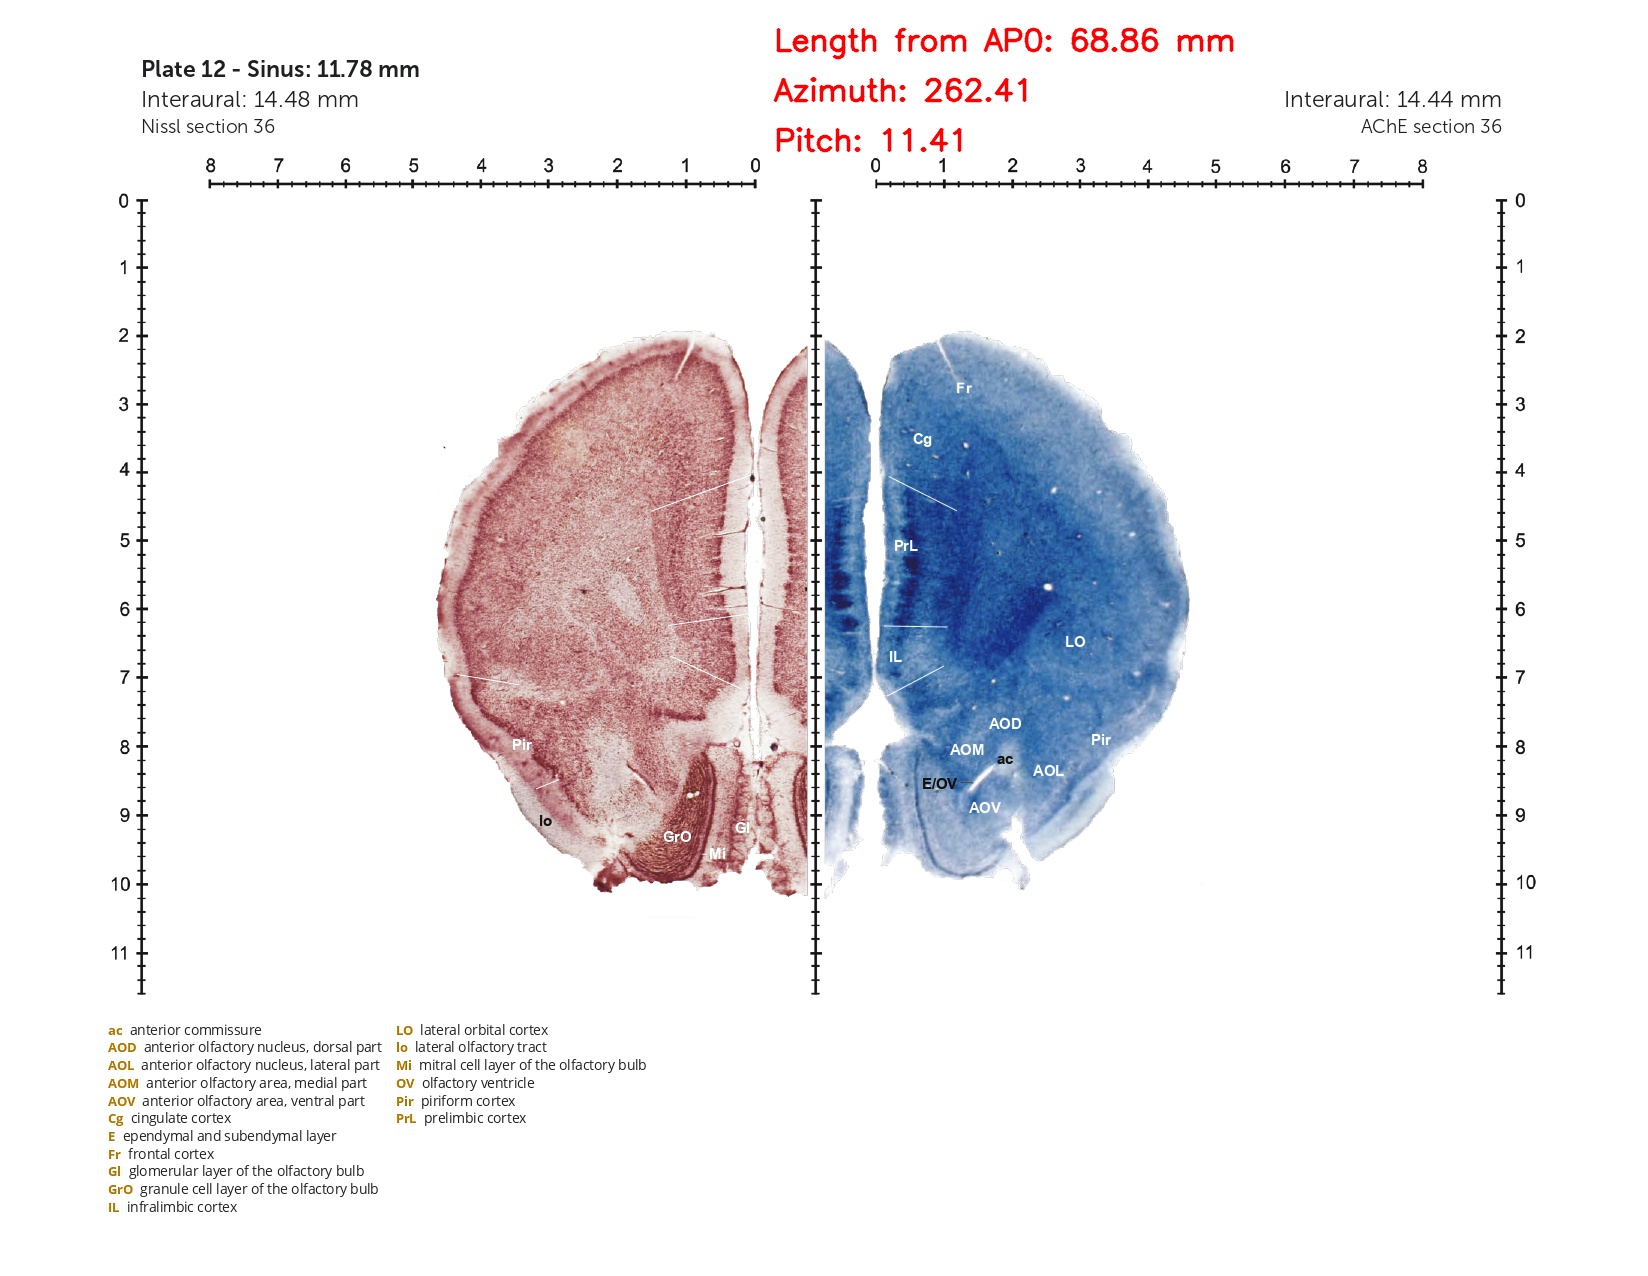 Length from AP0: 68.86 mm
Plate 12 - Sinus: 11.78 mm
Azimuth: 262.41
Interaural: 14.48 mm
Interaural: 14.44 mm
Nissl section 36
AChE section 36
Pitch: 11.41
8 7 6 5 4 3 2 1 0
0 1 2 3 4 5 6 7 8
0 0
1 1
2 2
Fr
3 3
Cg
4 4
5 5
PrL
6 6
LO
IL
7 7
AOD
Pir
Pir
8 8
AOM
ac
AOL
E/OV
AOV
9 9
lo
Gl
GrO
Mi
10 10
11 11
ac anterior commissure
AOD anterior olfactory nucleus, dorsal part
AOL anterior olfactory nucleus, lateral part
AOM anterior olfactory area, medial part
AOV anterior olfactory area, ventral part
Cg cingulate cortex
E ependymal and subendymal layer
Fr frontal cortex
Gl glomerular layer of the olfactory bulb
GrO granule cell layer of the olfactory bulb
IL infralimbic cortex
LO lateral orbital cortex
lo lateral olfactory tract
Mi mitral cell layer of the olfactory bulb
OV olfactory ventricle
Pir piriform cortex
PrL prelimbic cortex